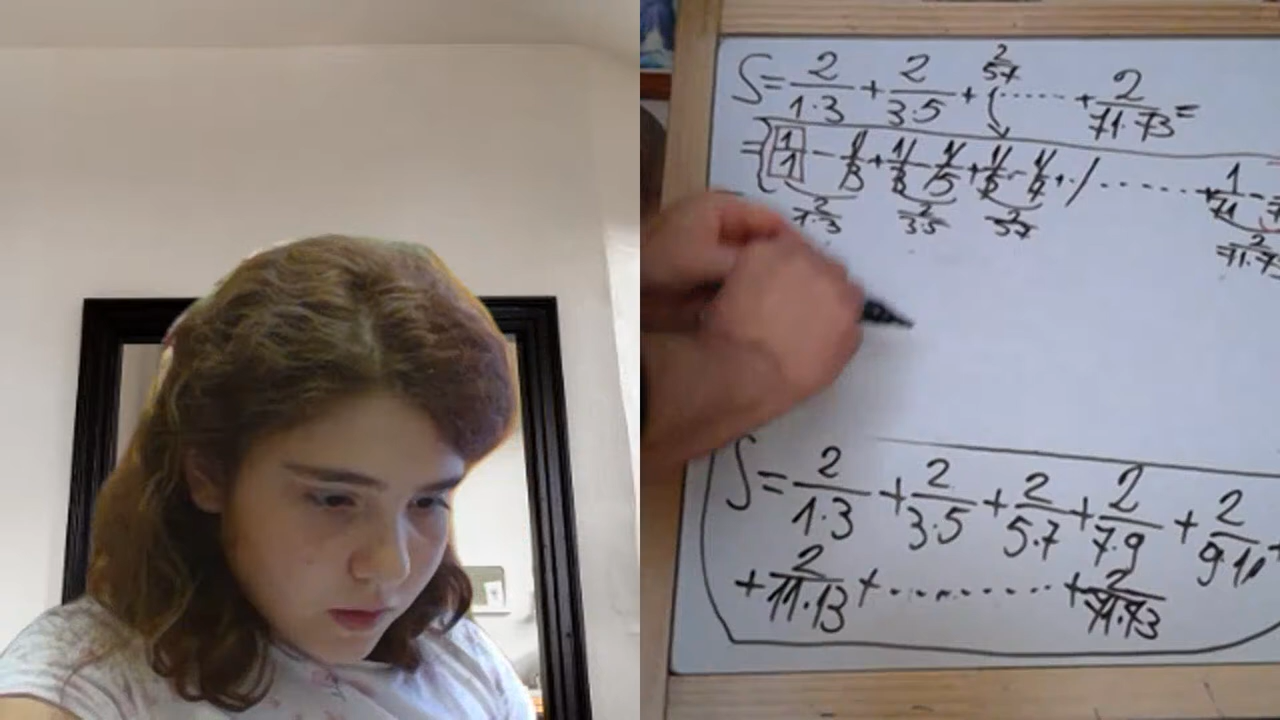 2/5·7
S = 2/1·3 + 2/3·5 + ...... + 2/71·73 =
= { 1/1 - 1/3 + 1/3 - 1/5 + 1/5 - 1/7 + ........ + 1/71 -
2/1·3 2/3·5 2/5·7 = 2/71·73
S = 2/1·3 + 2/3·5 + 2/5·7 + 2/7·9 + 2/9·11 +
+ 2/11·13 + .......... + 2/71·73